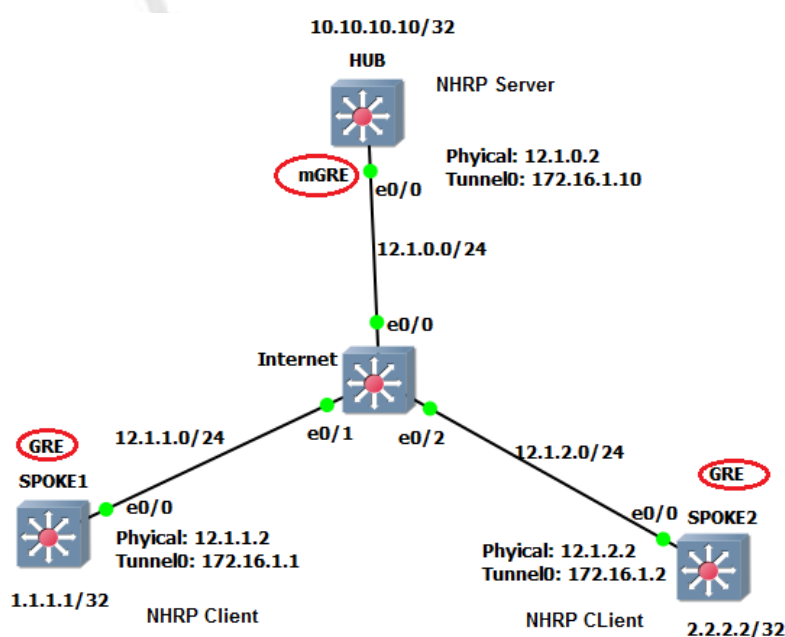 10.10.10.10/32
HUB
NHRP Server
mGRE
e0/0
Phyical: 12.1.0.2
Tunnel0: 172.16.1.10
12.1.0.0/24
e0/0
Internet
e0/1
e0/2
12.1.1.0/24
12.1.2.0/24
GRE
SPOKE1
e0/0
Phyical: 12.1.1.2
Tunnel0: 172.16.1.1
1.1.1.1/32
NHRP Client
GRE
e0/0
SPOKE2
Phyical: 12.1.2.2
Tunnel0: 172.16.1.2
NHRP CLient
2.2.2.2/32